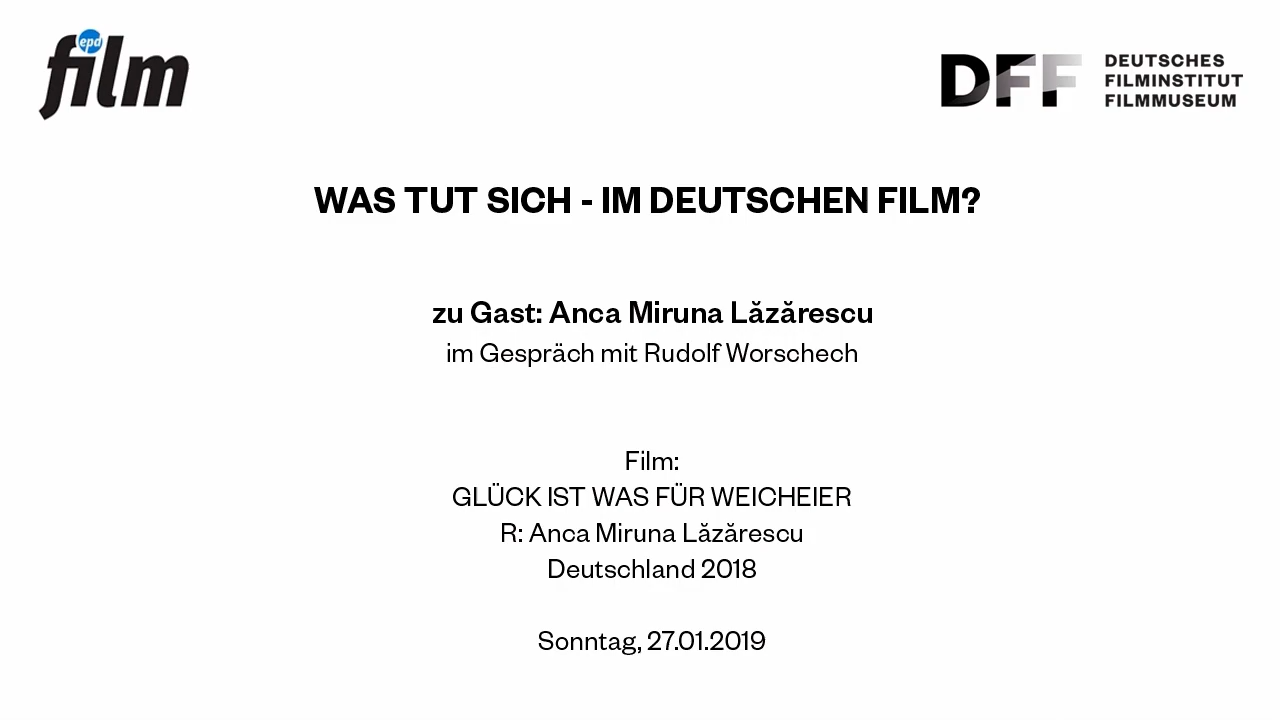 epd
film
DFF
DEUTSCHES
FILMINSTITUT
FILMMUSEUM
WAS TUT SICH - IM DEUTSCHEN FILM?
zu Gast: Anca Miruna Lăzărescu
im Gespräch mit Rudolf Worschech
Film:
GLÜCK IST WAS FÜR WEICHEIER
R: Anca Miruna Lăzărescu
Deutschland 2018
Sonntag, 27.01.2019